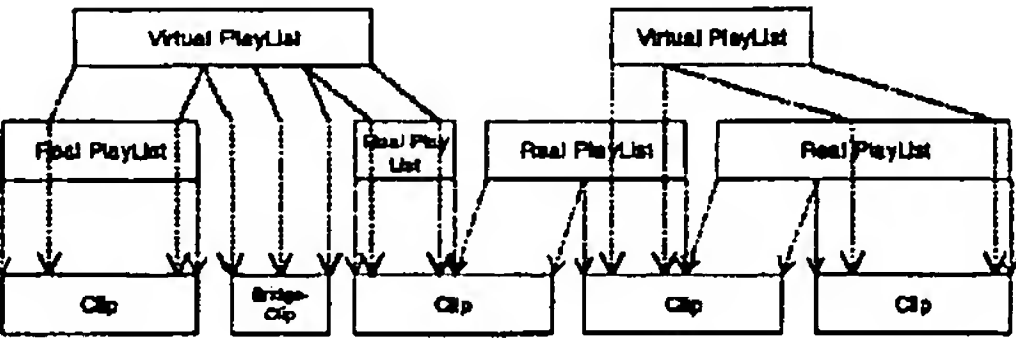 Virtual PlayList
Virtual PlayList
Real PlayList
Real Play
List
Real PlayList
Real PlayList
Clip
Bridge-
Clip
Clip
Clip
Clip